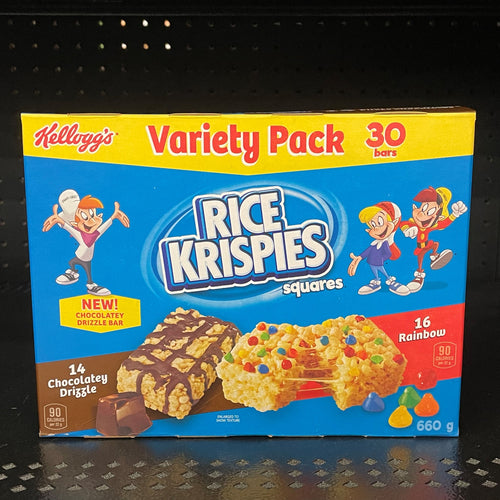 Kellogg's
Variety Pack
30
bars
RICE
KRISPIES
squares
NEW!
CHOCOLATEY
DRIZZLE BAR
14
Chocolatey
Drizzle
90
CALORIES
16
Rainbow
90
CALORIES
ENLARGED TO
SHOW TEXTURE
660 g